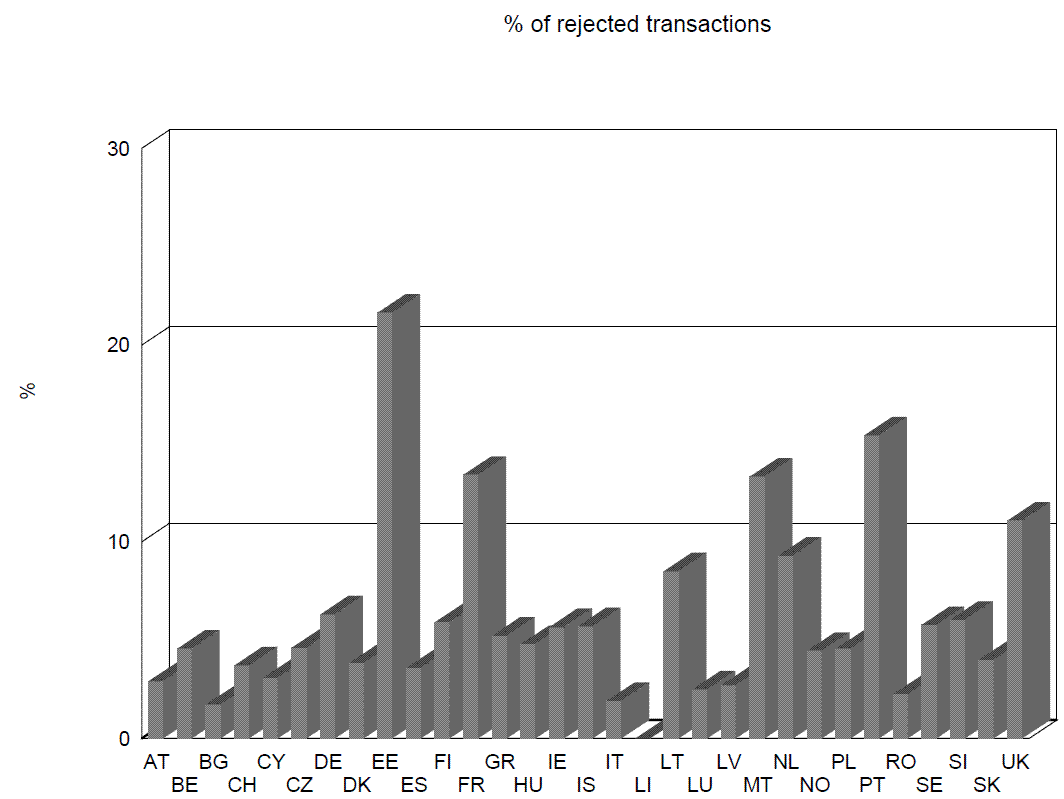 % of rejected transactions
30
20
%
10
0
AT BG CY DE EE FI GR IE IT LT LV NL PL RO SI UK
BE CH CZ DK ES FR HU IS LI LU MT NO PT SE SK